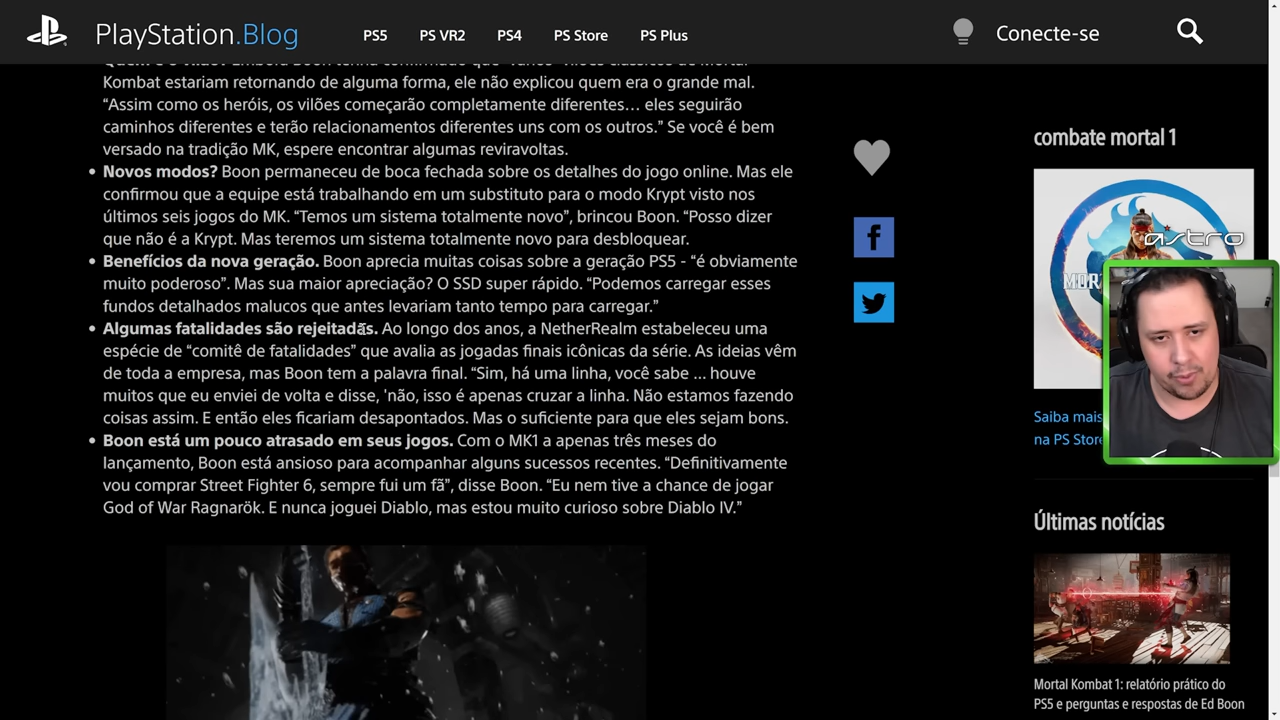 PlayStation.Blog
PS5
PS VR2
PS4
PS Store
PS Plus
Conecte-se
Kombat estariam retornando de alguma forma, ele não explicou quem era o grande mal.
“Assim como os heróis, os vilões começarão completamente diferentes… eles seguirão
caminhos diferentes e terão relacionamentos diferentes uns com os outros.” Se você é bem
versado na tradição MK, espere encontrar algumas reviravoltas.
• Novos modos? Boon permaneceu de boca fechada sobre os detalhes do jogo online. Mas ele
confirmou que a equipe está trabalhando em um substituto para o modo Krypt visto nos
últimos seis jogos do MK. “Temos um sistema totalmente novo”, brincou Boon. “Posso dizer
que não é a Krypt. Mas teremos um sistema totalmente novo para desbloquear.
• Benefícios da nova geração. Boon aprecia muitas coisas sobre a geração PS5 - “é obviamente
muito poderoso”. Mas sua maior apreciação? O SSD super rápido. “Podemos carregar esses
fundos detalhados malucos que antes levariam tanto tempo para carregar.”
• Algumas fatalidades são rejeitadas. Ao longo dos anos, a NetherRealm estabeleceu uma
espécie de “comitê de fatalidades” que avalia as jogadas finais icônicas da série. As ideias vêm
de toda a empresa, mas Boon tem a palavra final. “Sim, há uma linha, você sabe ... houve
muitos que eu enviei de volta e disse, 'não, isso é apenas cruzar a linha. Não estamos fazendo
coisas assim. E então eles ficariam desapontados. Mas o suficiente para que eles sejam bons.
• Boon está um pouco atrasado em seus jogos. Com o MK1 a apenas três meses do
lançamento, Boon está ansioso para acompanhar alguns sucessos recentes. “Definitivamente
vou comprar Street Fighter 6, sempre fui um fã”, disse Boon. “Eu nem tive a chance de jogar
God of War Ragnarök. E nunca joguei Diablo, mas estou muito curioso sobre Diablo IV.”
combate mortal 1
astro
Saiba mais
na PS Store
Últimas notícias
Mortal Kombat 1: relatório prático do
PS5 e perguntas e respostas de Ed Boon